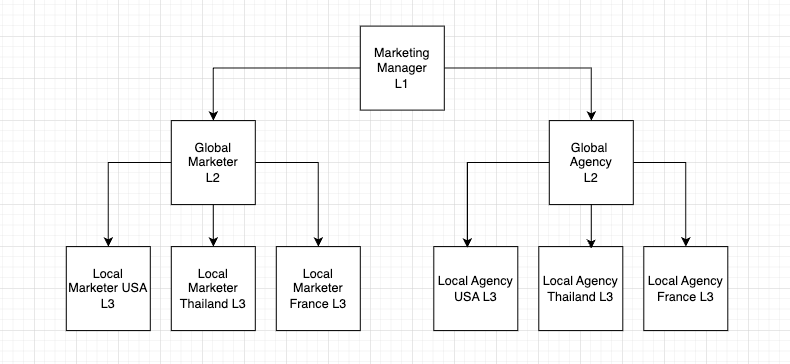 Marketing
Manager
L1
Global
Marketer
L2
Global
Agency
L2
Local
Marketer USA
L3
Local
Marketer
Thailand L3
Local
Marketer
France L3
Local Agency
USA L3
Local Agency
Thailand L3
Local Agency
France L3